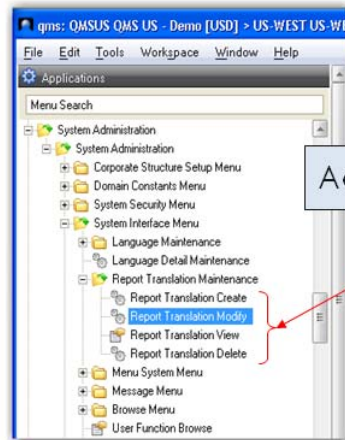 qms: QMSUS QMS US - Demo [USD] > US-WEST US-WE
File Edit Tools Workspace Window Help
Applications
Menu Search
System Administration
System Administration
Corporate Structure Setup Menu
Domain Constants Menu
System Security Menu
System Interface Menu
Language Maintenance
Language Detail Maintenance
Report Translation Maintenance
Report Translation Create
Report Translation Modify
Report Translation View
Report Translation Delete
Menu System Menu
Message Menu
Browse Menu
User Function Browse